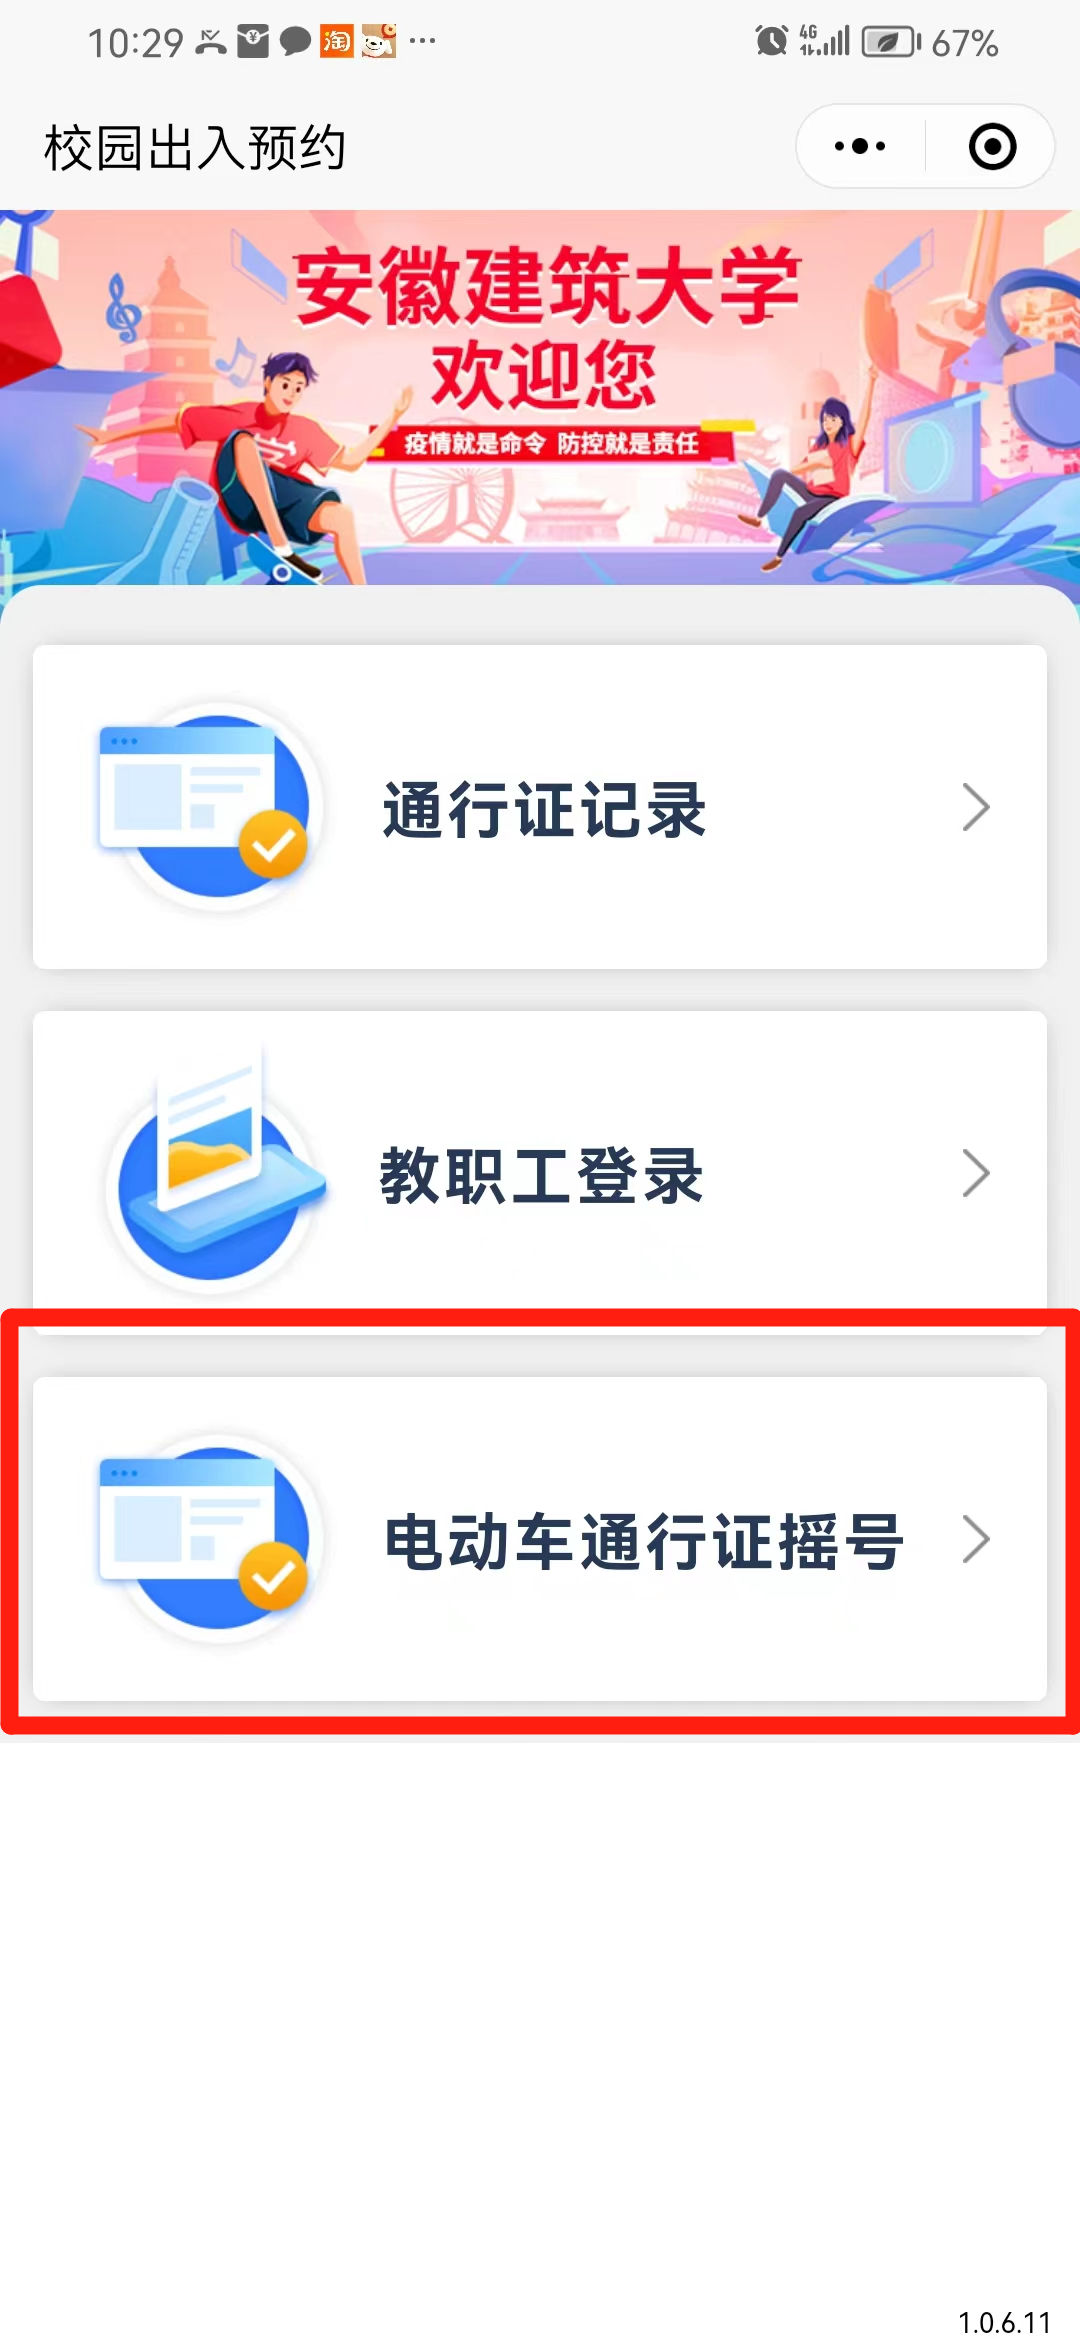 10:29 淘 ··· 4G 67%
校园出入预约
安徽建筑大学
欢迎您
疫情就是命令 防控就是责任
通行证记录
教职工登录
电动车通行证摇号
1.0.6.11